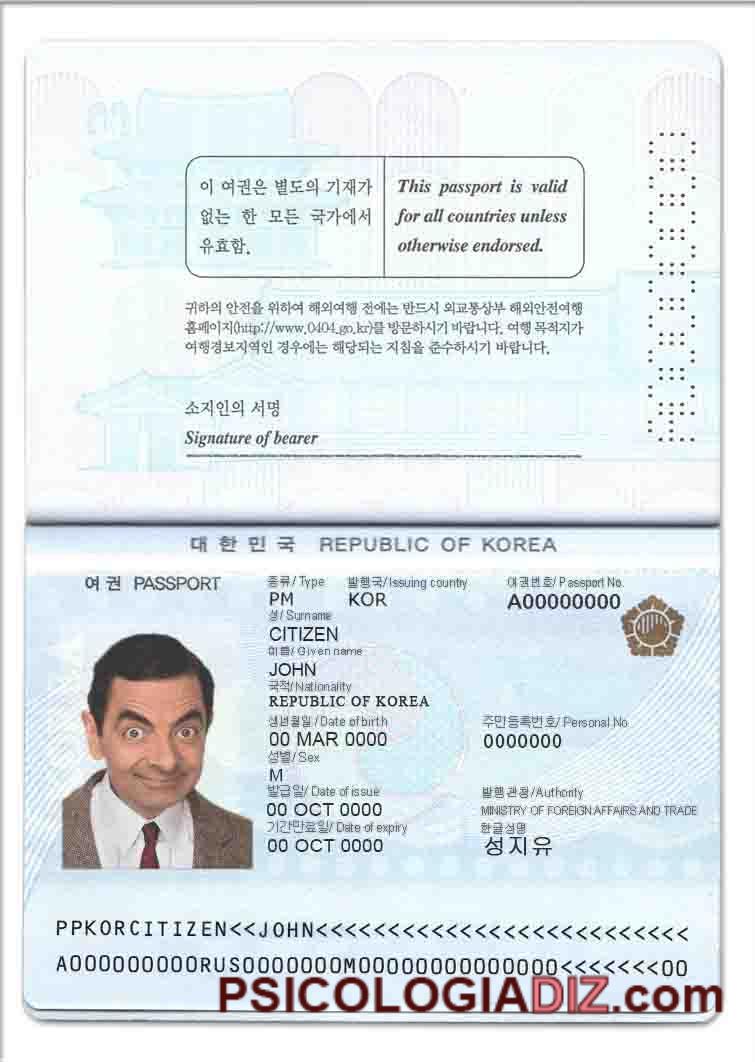 이 여권은 별도의 기재가
없는 한 모든 국가에서
유효함.
This passport is valid
for all countries unless
otherwise endorsed.
귀하의 안전을 위하여 해외여행 전에는 반드시 외교통상부 해외안전여행
홈페이지(http://www.0404.go.kr)를 방문하시기 바랍니다. 여행 목적지가
여행경보지역인 경우에는 해당되는 지침을 준수하시기 바랍니다.
소지인의 서명
Signature of bearer
대한민국 REPUBLIC OF KOREA
여권 PASSPORT
종류/Type 발행국/Issuing country 여권번호/Passport No.
PM KOR A00000000
성/Surname
CITIZEN
이름/Given name
JOHN
국적/Nationality
REPUBLIC OF KOREA
생년월일/Date of birth 주민등록번호/Personal No
00 MAR 0000 0000000
성별/Sex
M
발급일/Date of issue 발행관청/Authority
00 OCT 0000 MINISTRY OF FOREIGN AFFAIRS AND TRADE
기간만료일/Date of expiry 한글성명
00 OCT 0000 성지유
PPKORCITIZEN<<JOHN<<<<<<<<<<<<<<<<<<<<<<<<<<
A000000000RUS0000000M00000000000000<<<<<<<00
PSICOLOGIADIZ.com